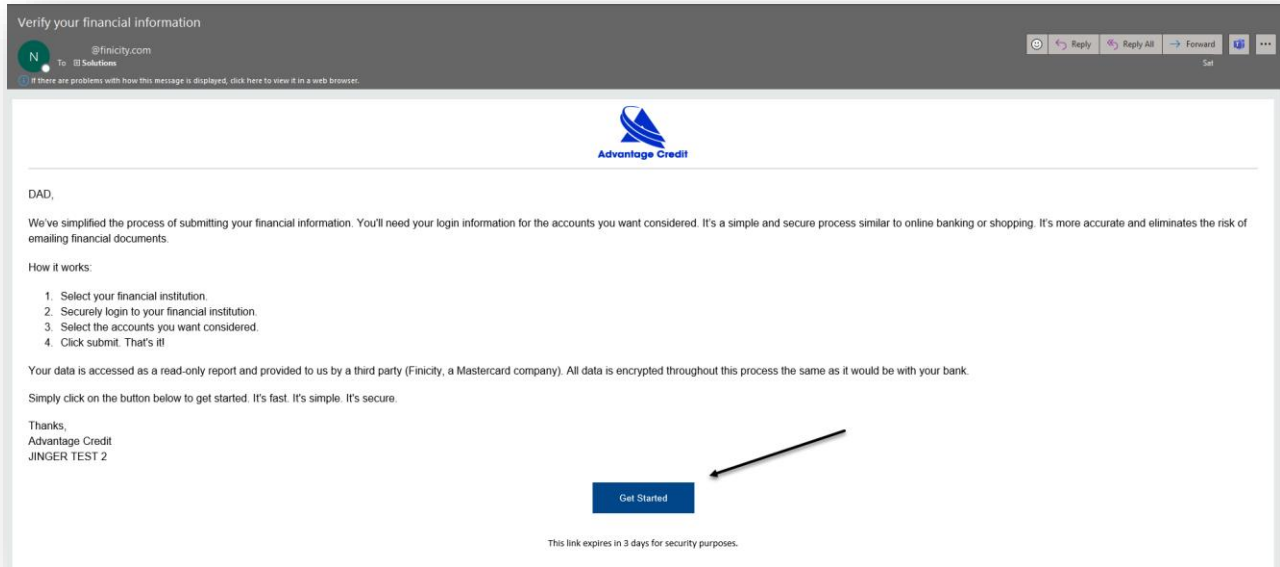 Verify your financial information
N
@finicity.com
To Solutions
Reply
Reply All
Forward
Sat
If there are problems with how this message is displayed, click here to view it in a web browser.
Advantage Credit
DAD,
We've simplified the process of submitting your financial information. You'll need your login information for the accounts you want considered. It's a simple and secure process similar to online banking or shopping. It's more accurate and eliminates the risk of
emailing financial documents.
How it works:
1. Select your financial institution.
2. Securely login to your financial institution.
3. Select the accounts you want considered.
4. Click submit. That's it!
Your data is accessed as a read-only report and provided to us by a third party (Finicity, a Mastercard company). All data is encrypted throughout this process the same as it would be with your bank.
Simply click on the button below to get started. It's fast. It's simple. It's secure.
Thanks,
Advantage Credit
JINGER TEST 2
Get Started
This link expires in 3 days for security purposes.